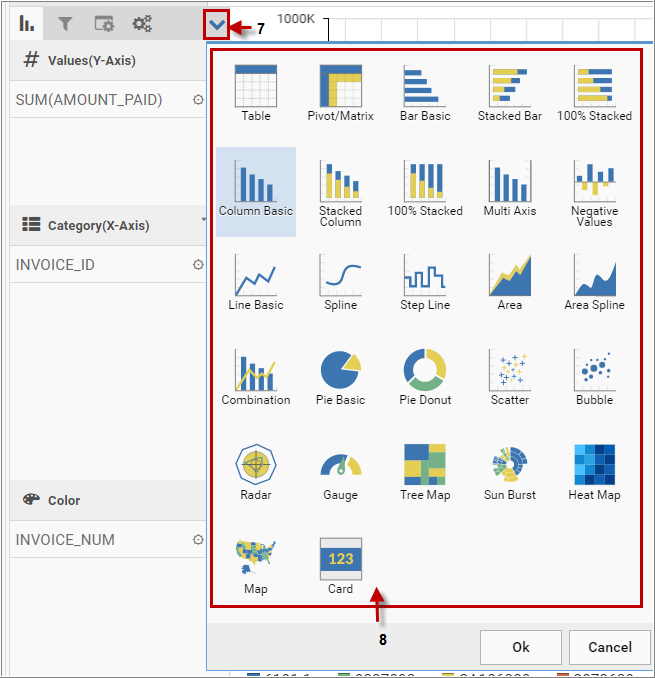 7
1000K
Values(Y-Axis)
SUM(AMOUNT_PAID)
Category(X-Axis)
INVOICE_ID
Color
INVOICE_NUM
Table
Pivot/Matrix
Bar Basic
Stacked Bar
100% Stacked
Column Basic
Stacked
Column
100% Stacked
Multi Axis
Negative
Values
Line Basic
Spline
Step Line
Area
Area Spline
Combination
Pie Basic
Pie Donut
Scatter
Bubble
Radar
Gauge
Tree Map
Sun Burst
Heat Map
Map
123
Card
8
Ok
Cancel